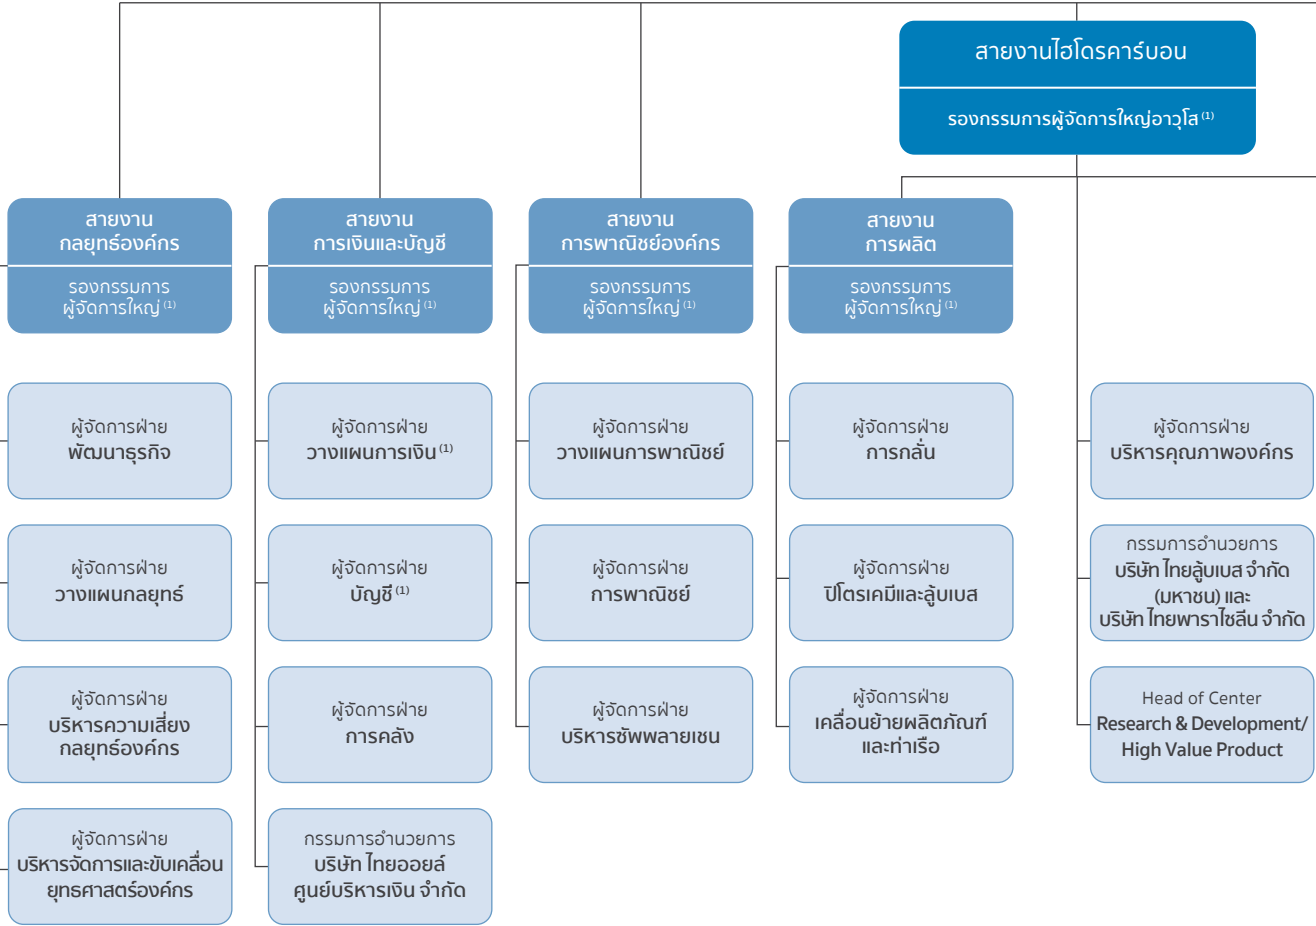 สายงานไฮโดรคาร์บอน
รองกรรมการผู้จัดการใหญ่อาวุโส (1)
สายงาน
กลยุทธ์องค์กร
รองกรรมการ
ผู้จัดการใหญ่ (1)
ผู้จัดการฝ่าย
พัฒนาธุรกิจ
ผู้จัดการฝ่าย
วางแผนกลยุทธ์
ผู้จัดการฝ่าย
บริหารความเสี่ยง
กลยุทธ์องค์กร
ผู้จัดการฝ่าย
บริหารจัดการและขับเคลื่อน
ยุทธศาสตร์องค์กร
สายงาน
การเงินและบัญชี
รองกรรมการ
ผู้จัดการใหญ่ (1)
ผู้จัดการฝ่าย
วางแผนการเงิน (1)
ผู้จัดการฝ่าย
บัญชี (1)
ผู้จัดการฝ่าย
การคลัง
กรรมการอำนวยการ
บริษัท ไทยออยล์
ศูนย์บริหารเงิน จำกัด
สายงาน
การพาณิชย์องค์กร
รองกรรมการ
ผู้จัดการใหญ่ (1)
ผู้จัดการฝ่าย
วางแผนการพาณิชย์
ผู้จัดการฝ่าย
การพาณิชย์
ผู้จัดการฝ่าย
บริหารซัพพลายเชน
สายงาน
การผลิต
รองกรรมการ
ผู้จัดการใหญ่ (1)
ผู้จัดการฝ่าย
การกลั่น
ผู้จัดการฝ่าย
ปิโตรเคมีและลู้บเบส
ผู้จัดการฝ่าย
เคลื่อนย้ายผลิตภัณฑ์
และท่าเรือ
ผู้จัดการฝ่าย
บริหารคุณภาพองค์กร
กรรมการอำนวยการ
บริษัท ไทยลู้บเบส จำกัด
(มหาชน) และ
บริษัท ไทยพาราไซลีน จำกัด
Head of Center
Research & Development/
High Value Product